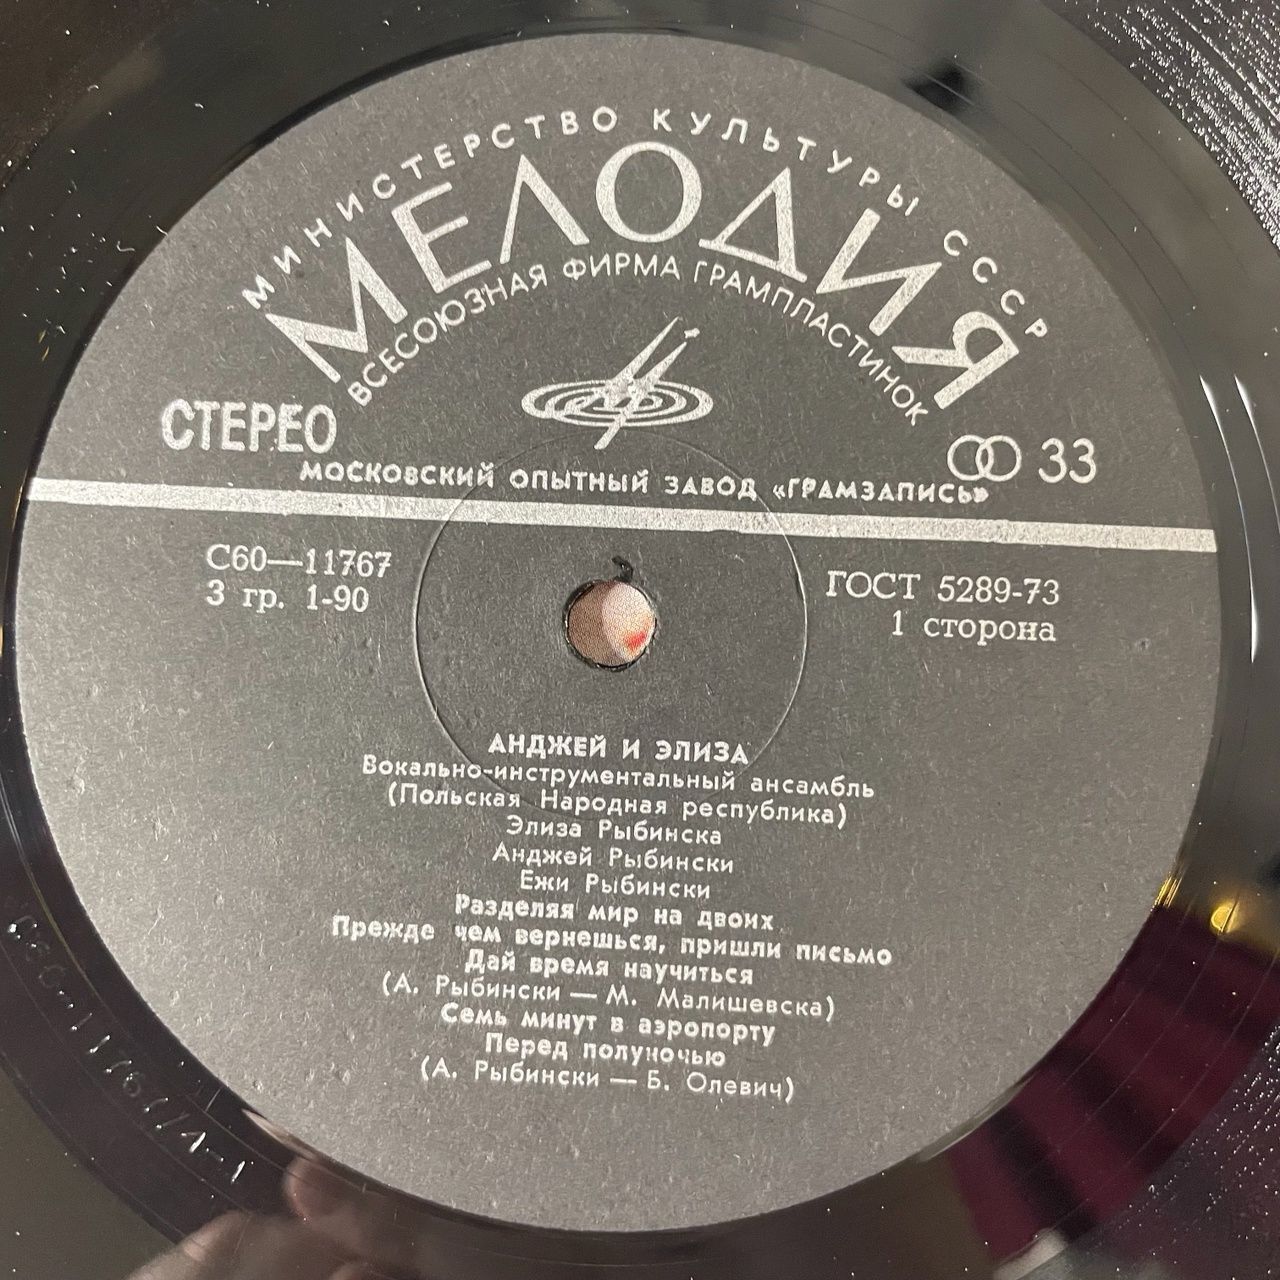 МИНИСТЕРСТВО КУЛЬТУРЫ СССР
МЕЛОДИЯ
ВСЕСОЮЗНАЯ ФИРМА ГРАМПЛАСТИНОК
СТЕРЕО
33
МОСКОВСКИЙ ОПЫТНЫЙ ЗАВОД «ГРАМЗАПИСЬ»
С60—11767
3 гр. 1-90
ГОСТ 5289-73
1 сторона
АНДЖЕЙ И ЭЛИЗА
Вокально-инструментальный ансамбль
(Польская Народная республика)
Элиза Рыбинска
Анджей Рыбински
Ежи Рыбински
Разделяя мир на двоих
Прежде чем вернешься, пришли письмо
Дай время научиться
(А. Рыбински — М. Малишевска)
Семь минут в аэропорту
Перед полуночью
(А. Рыбински — Б. Олевич)